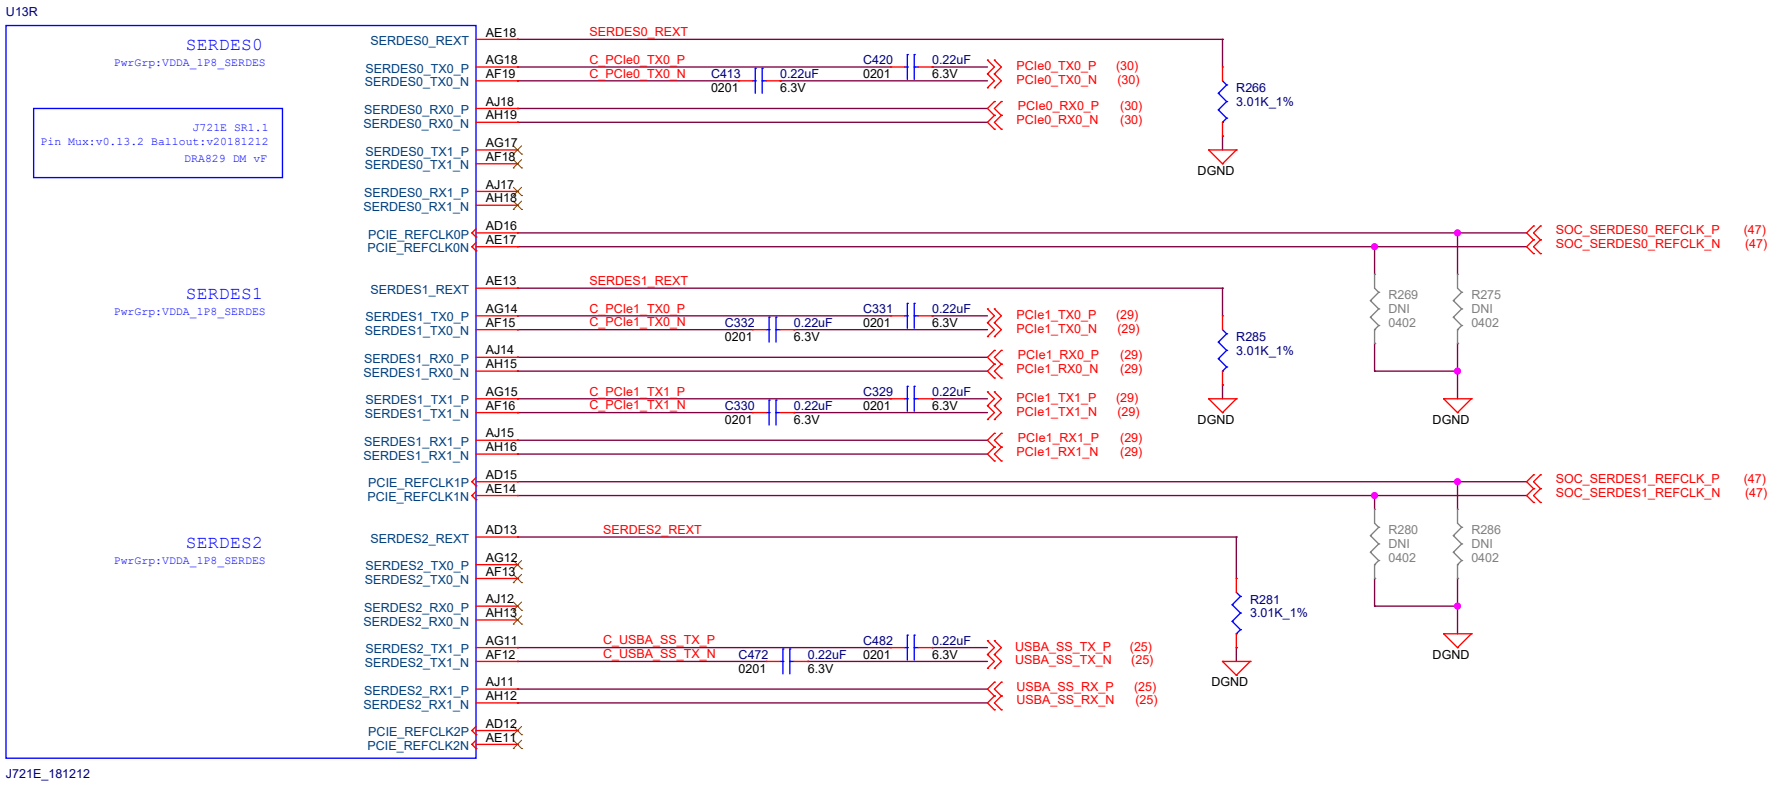 U13R
SERDES0
PwrGrp:VDDA_1P8_SERDES
J721E SR1.1
Pin Mux:v0.13.2 Ballout:v20181212
DRA829 DM vF
SERDES0_REXT AE18 SERDES0_REXT
SERDES0_TX0_P AG18 C_PCIe0_TX0_P C420 0.22uF 0201 6.3V PCIe0_TX0_P (30)
SERDES0_TX0_N AF19 C_PCIe0_TX0_N C413 0.22uF 0201 6.3V PCIe0_TX0_N (30)
R266
3.01K_1%
DGND
SERDES0_RX0_P AJ18 PCIe0_RX0_P (30)
SERDES0_RX0_N AH19 PCIe0_RX0_N (30)
SERDES0_TX1_P AG17
SERDES0_TX1_N AF18
SERDES0_RX1_P AJ17
SERDES0_RX1_N AH18
PCIE_REFCLK0P AD16 SOC_SERDES0_REFCLK_P (47)
PCIE_REFCLK0N AE17 SOC_SERDES0_REFCLK_N (47)
R269
DNI
0402
R275
DNI
0402
DGND
SERDES1
PwrGrp:VDDA_1P8_SERDES
SERDES1_REXT AE13 SERDES1_REXT
SERDES1_TX0_P AG14 C_PCIe1_TX0_P C331 0.22uF 0201 6.3V PCIe1_TX0_P (29)
SERDES1_TX0_N AF15 C_PCIe1_TX0_N C332 0.22uF 0201 6.3V PCIe1_TX0_N (29)
R285
3.01K_1%
DGND
SERDES1_RX0_P AJ14 PCIe1_RX0_P (29)
SERDES1_RX0_N AH15 PCIe1_RX0_N (29)
SERDES1_TX1_P AG15 C_PCIe1_TX1_P C329 0.22uF 0201 6.3V PCIe1_TX1_P (29)
SERDES1_TX1_N AF16 C_PCIe1_TX1_N C330 0.22uF 0201 6.3V PCIe1_TX1_N (29)
SERDES1_RX1_P AJ15 PCIe1_RX1_P (29)
SERDES1_RX1_N AH16 PCIe1_RX1_N (29)
PCIE_REFCLK1P AD15 SOC_SERDES1_REFCLK_P (47)
PCIE_REFCLK1N AE14 SOC_SERDES1_REFCLK_N (47)
R280
DNI
0402
R286
DNI
0402
DGND
SERDES2
PwrGrp:VDDA_1P8_SERDES
SERDES2_REXT AD13 SERDES2_REXT
SERDES2_TX0_P AG12
SERDES2_TX0_N AF13
SERDES2_RX0_P AJ12
SERDES2_RX0_N AH13
R281
3.01K_1%
DGND
SERDES2_TX1_P AG11 C_USBA_SS_TX_P C482 0.22uF 0201 6.3V USBA_SS_TX_P (25)
SERDES2_TX1_N AF12 C_USBA_SS_TX_N C472 0.22uF 0201 6.3V USBA_SS_TX_N (25)
SERDES2_RX1_P AJ11 USBA_SS_RX_P (25)
SERDES2_RX1_N AH12 USBA_SS_RX_N (25)
PCIE_REFCLK2P AD12
PCIE_REFCLK2N AE11
J721E_181212